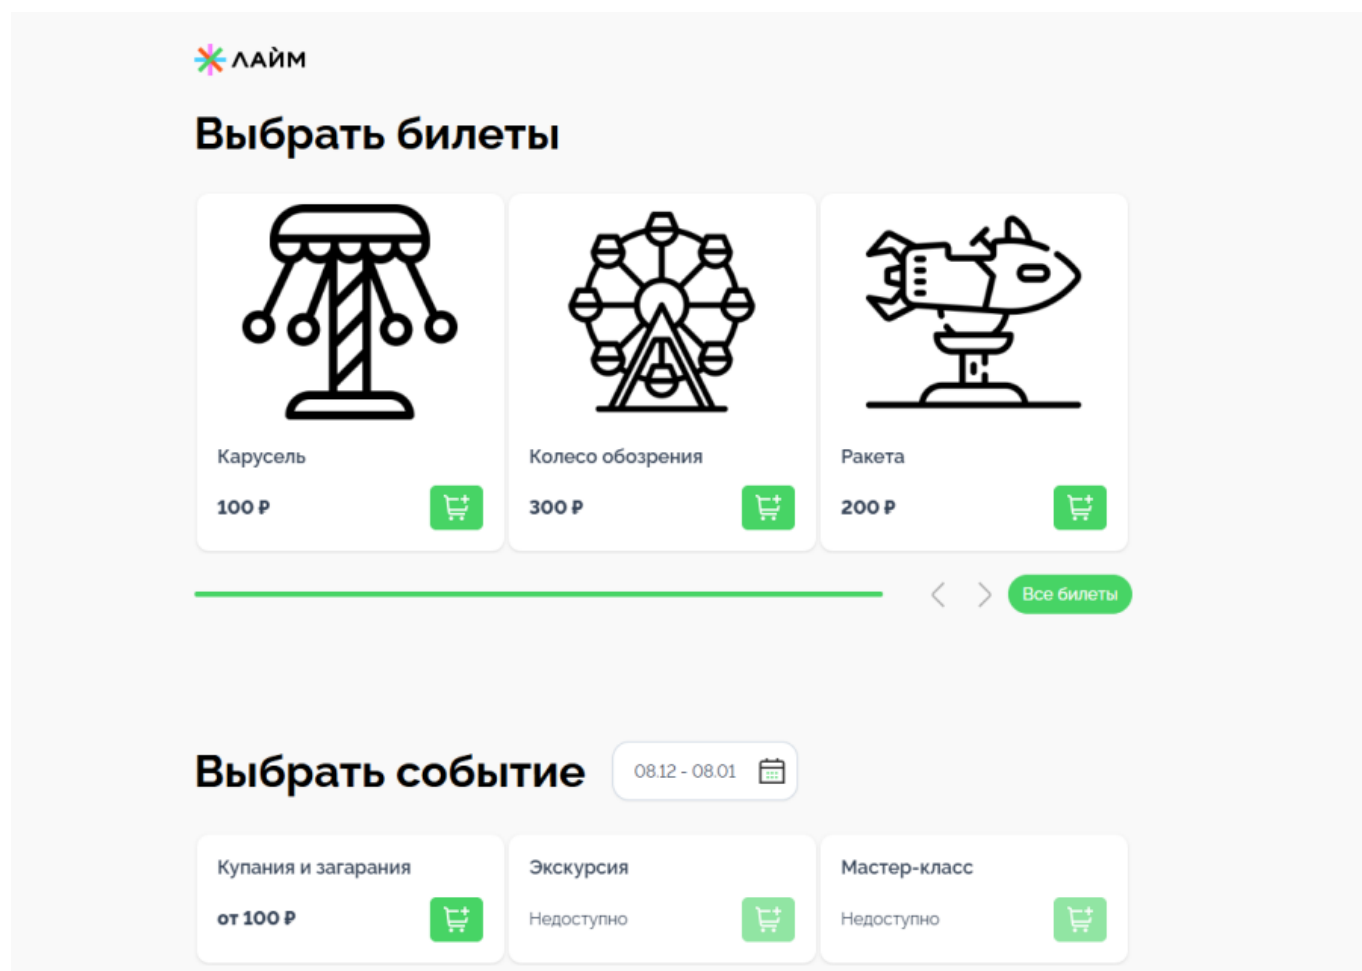 ЛАЙМ
Выбрать билеты
Карусель
Колесо обозрения
Ракета
100 ₽
300 ₽
200 ₽
Все билеты
Выбрать событие
08.12 - 08.01
Купания и загарания
Экскурсия
Мастер-класс
от 100 ₽
Недоступно
Недоступно